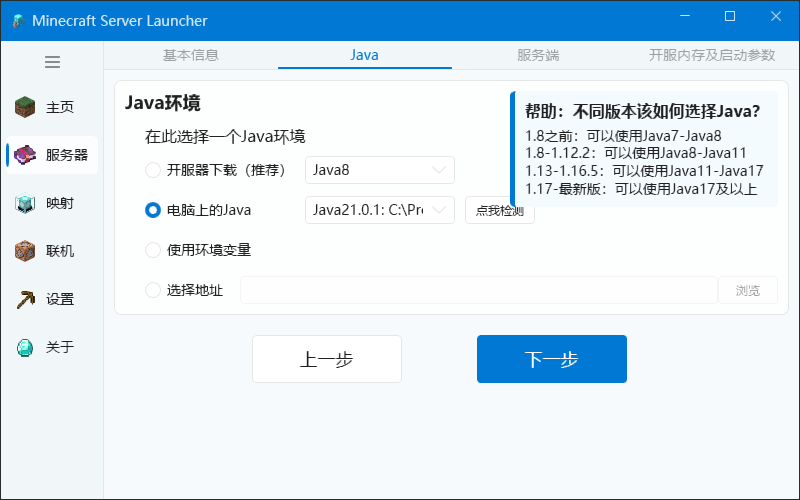 Minecraft Server Launcher
基本信息
Java
服务端
开服内存及启动参数
主页
服务器
映射
联机
设置
关于
Java环境
在此选择一个Java环境
开服器下载（推荐）
Java8
电脑上的Java
Java21.0.1: C:\Pro
点我检测
使用环境变量
选择地址
浏览
帮助：不同版本该如何选择Java?
1.8之前：可以使用Java7-Java8
1.8-1.12.2：可以使用Java8-Java11
1.13-1.16.5：可以使用Java11-Java17
1.17-最新版：可以使用Java17及以上
上一步
下一步